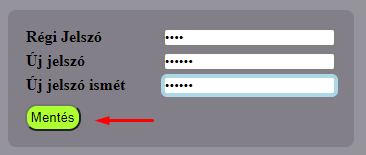 Régi Jelszó ••••
Új jelszó ••••••
Új jelszó ismét ••••••
Mentés